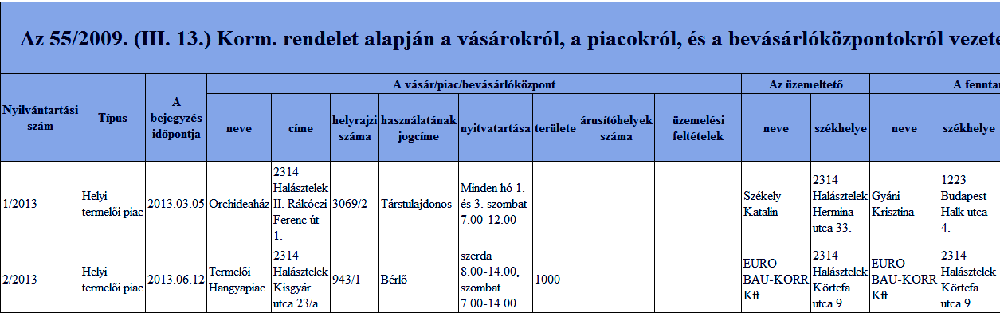 Az 55/2009. (III. 13.) Korm. rendelet alapján a vásárokról, a piacokról, és a bevásárlóközpontokról vezete
A vásár/piac/bevásárlóközpont
Az üzemeltető
A fenntar
Nyilvántartási
szám
Típus
A
bejegyzés
időpontja
neve
címe
helyrajzi
száma
használatának
jogcíme
nyitvatartása
területe
árusítóhelyek
száma
üzemelési
feltételek
neve
székhelye
neve
székhelye
1/2013
Helyi
termelői piac
2013.03.05
Orchideaház
2314
Halásztelek
II. Rákóczi
Ferenc út
1.
3069/2
Társtulajdonos
Minden hó 1.
és 3. szombat
7.00-12.00
Székely
Katalin
2314
Halásztelek
Hermina
utca 33.
Gyáni
Krisztina
1223
Budapest
Halk utca
4.
2/2013
Helyi
termelői piac
2013.06.12
Termelői
Hangyapiac
2314
Halásztelek
Kisgyár
utca 23/a.
943/1
Bérlő
szerda
8.00-14.00,
szombat
7.00-14.00
1000
EURO
BAU-KORR
Kft.
2314
Halásztelek
Körtefa
utca 9.
EURO
BAU-KORR
Kft
2314
Halásztelek
Körtefa
utca 9.